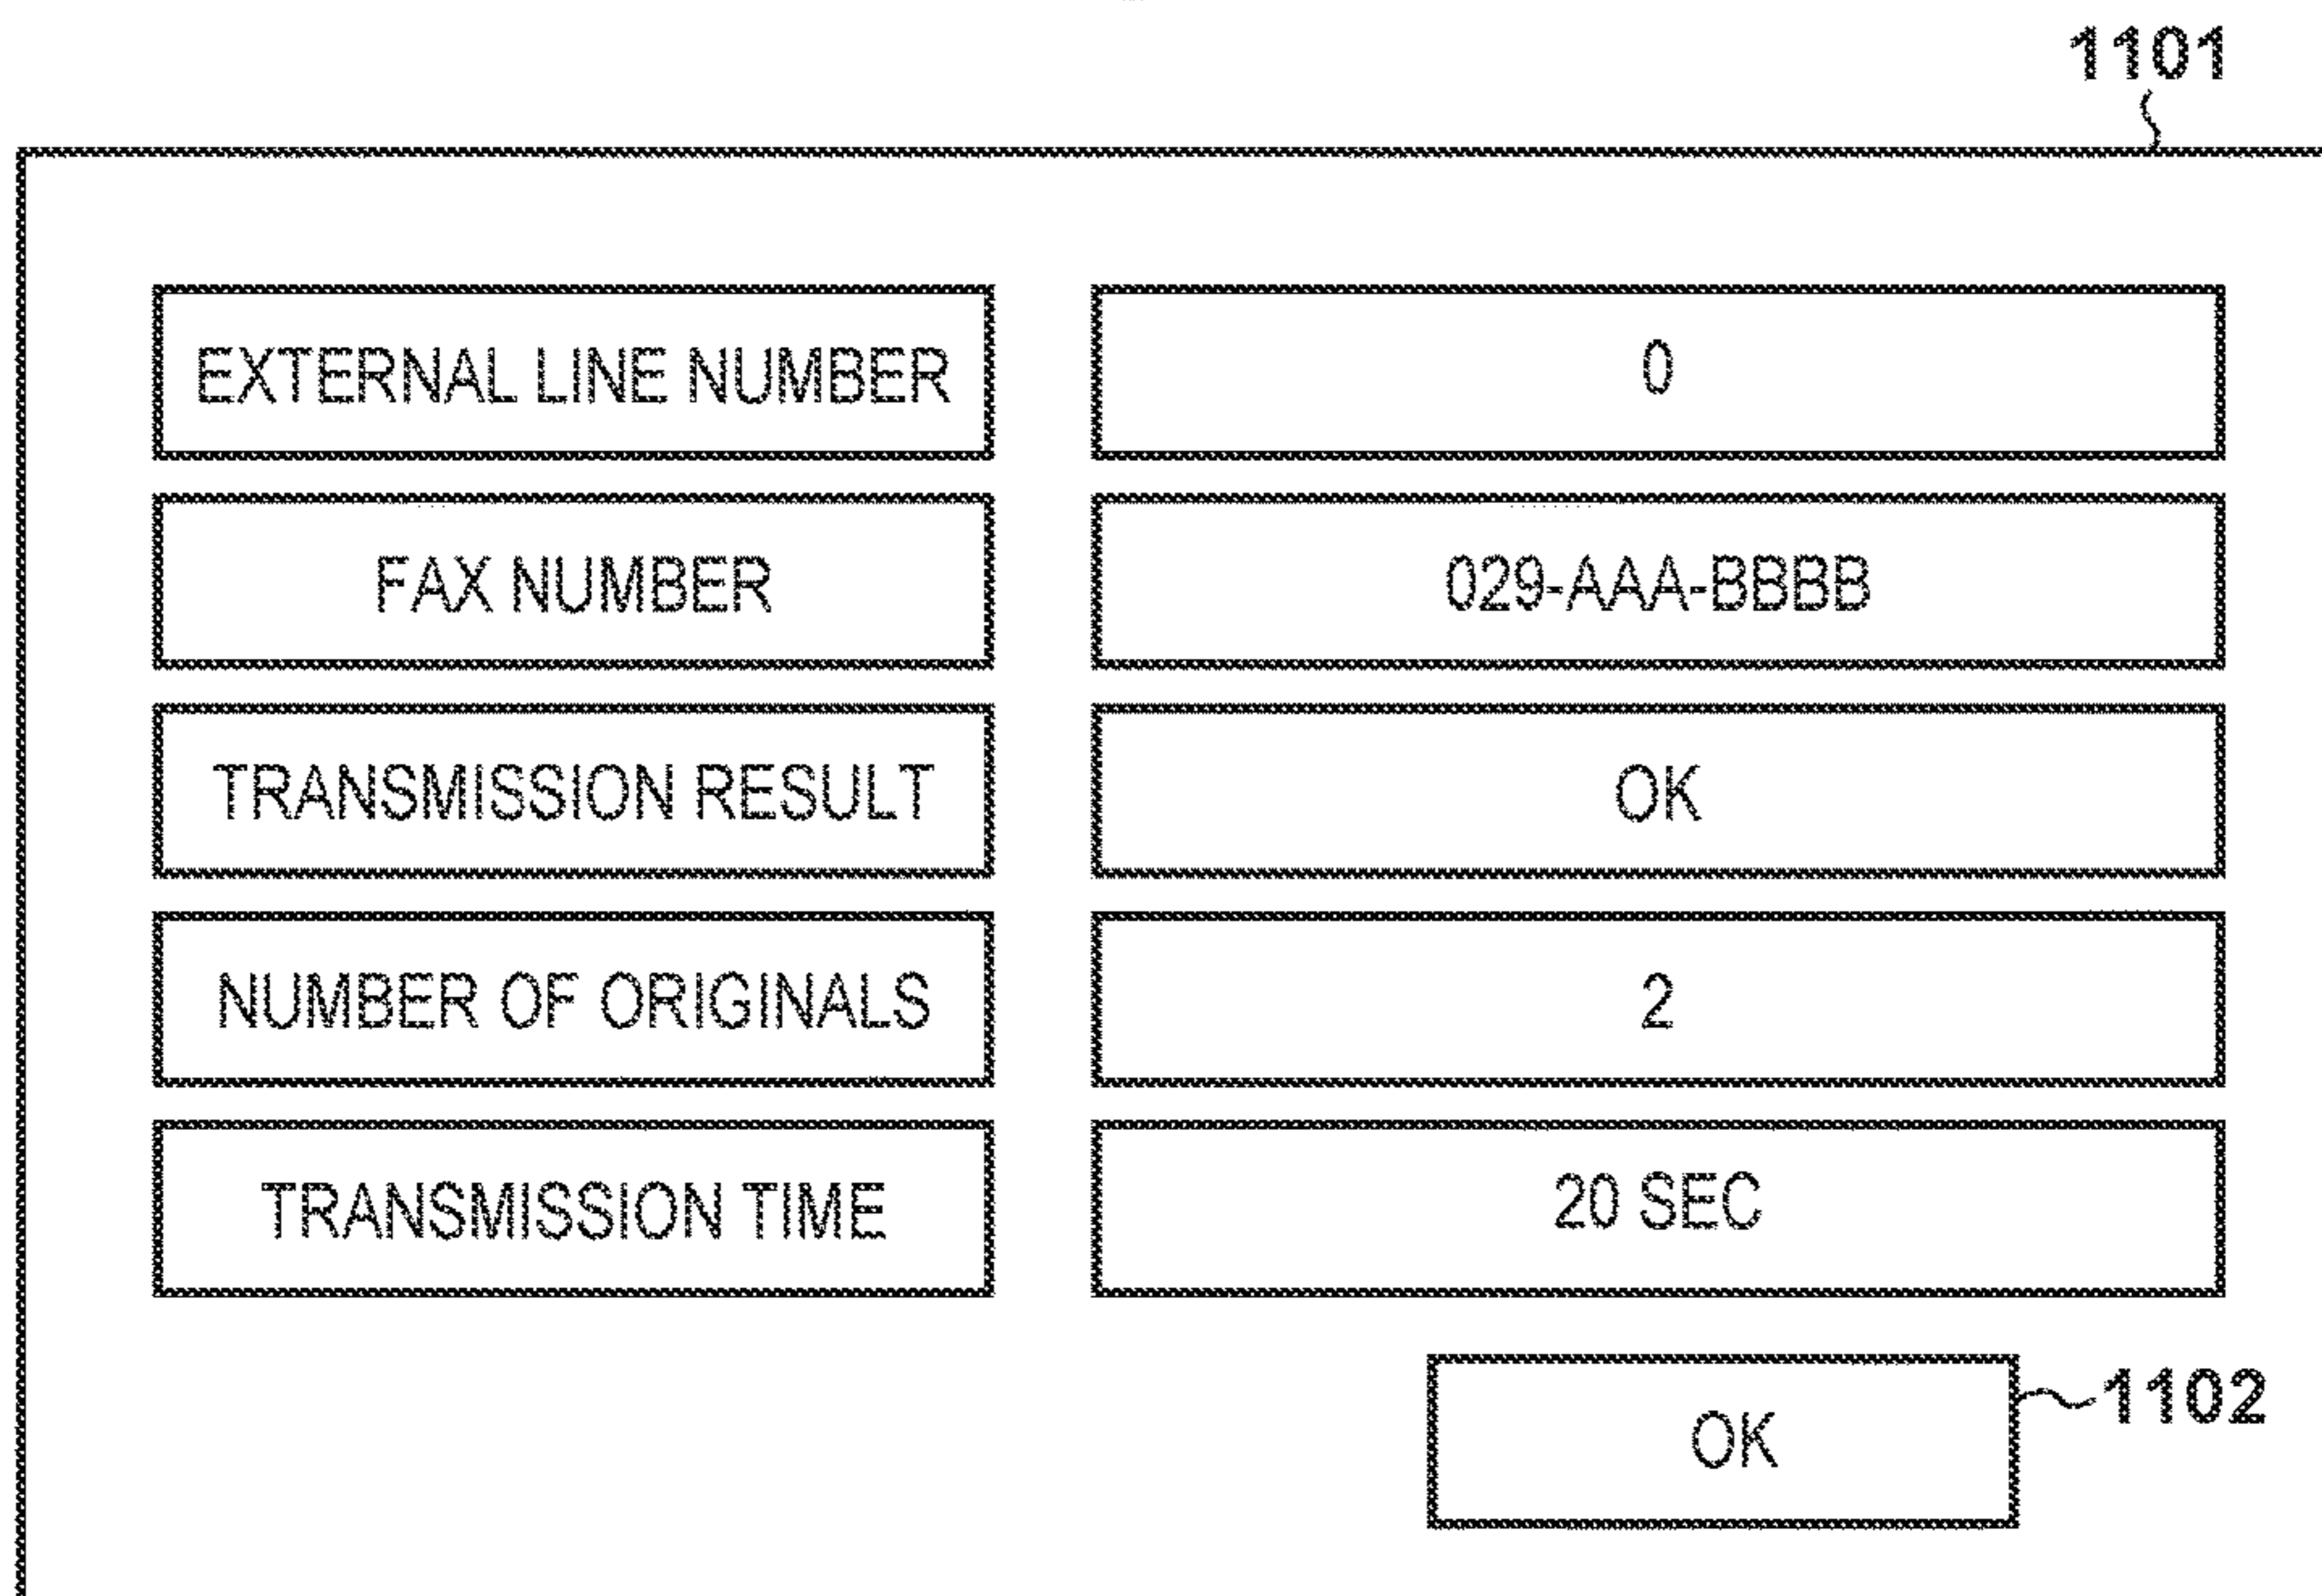 1101
EXTERNAL LINE NUMBER 0
FAX NUMBER 029-AAA-BBBB
TRANSMISSION RESULT OK
NUMBER OF ORIGINALS 2
TRANSMISSION TIME 20 SEC
OK 1102